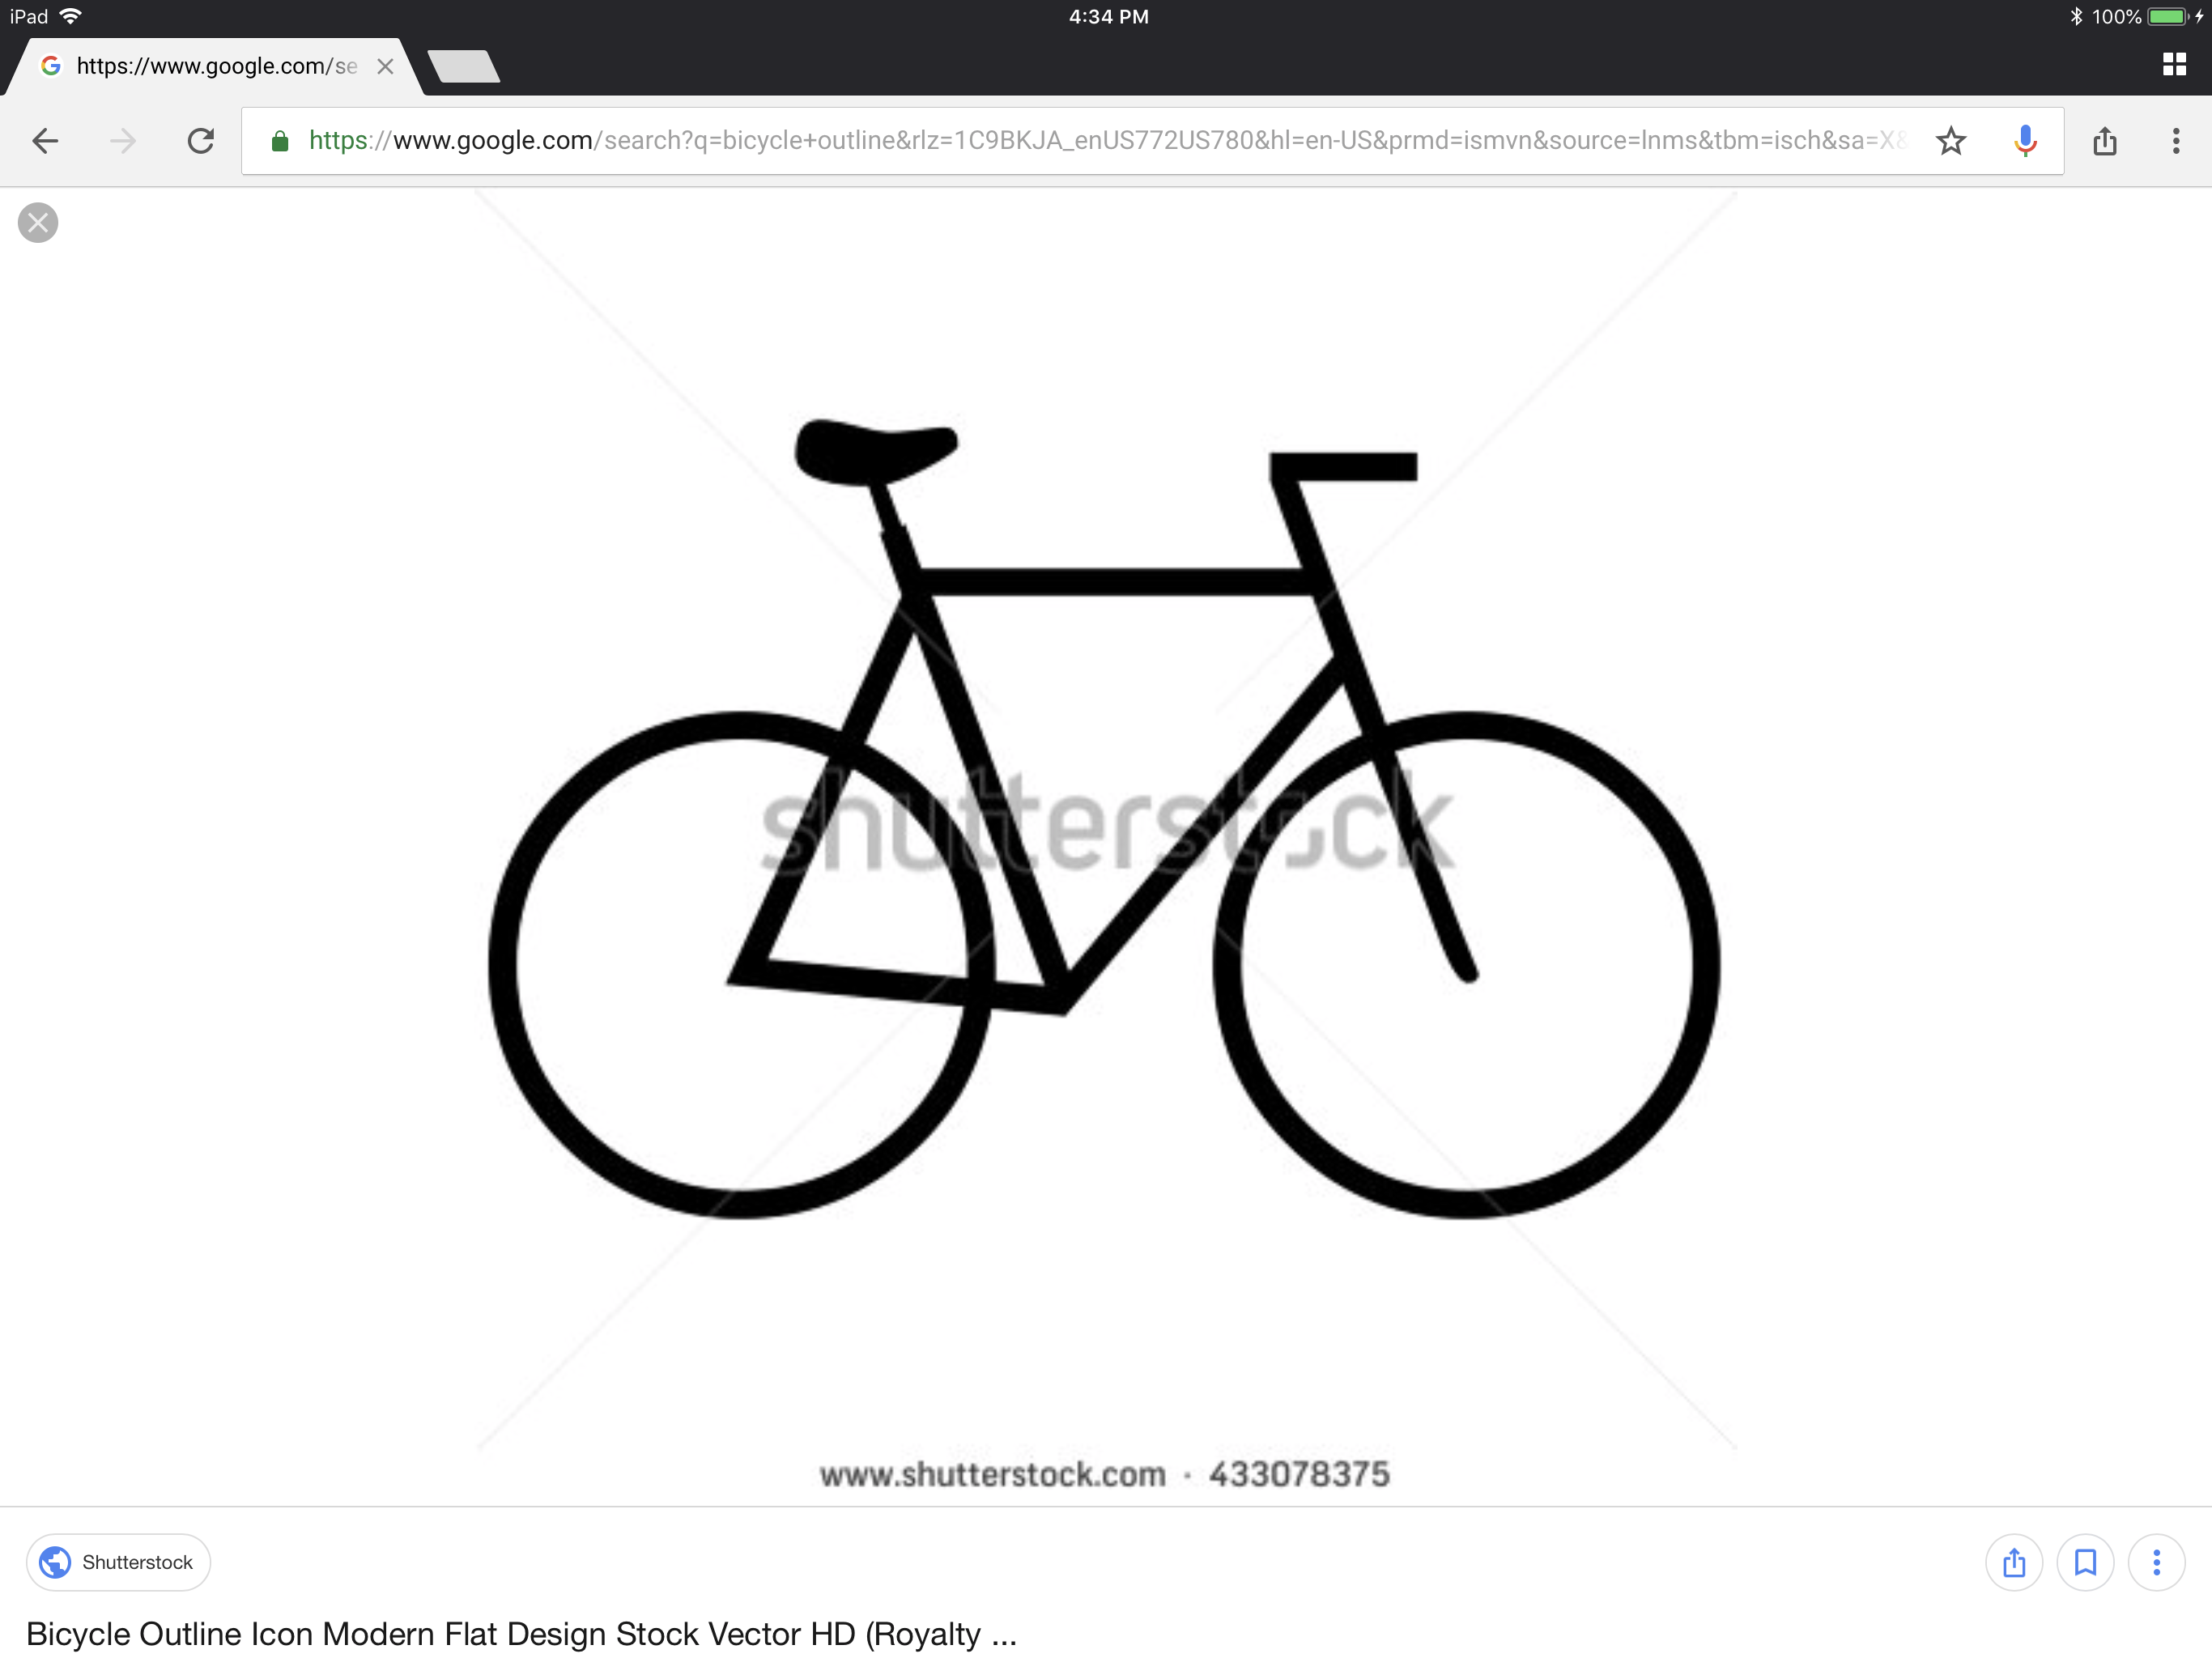 iPad
4:34 PM
100%
https://www.google.com/se
https://www.google.com/search?q=bicycle+outline&rlz=1C9BKJA_enUS772US780&hl=en-US&prmd=ismvn&source=lnms&tbm=isch&sa=X&
shutterstock
www.shutterstock.com · 433078375
Shutterstock
Bicycle Outline Icon Modern Flat Design Stock Vector HD (Royalty ...